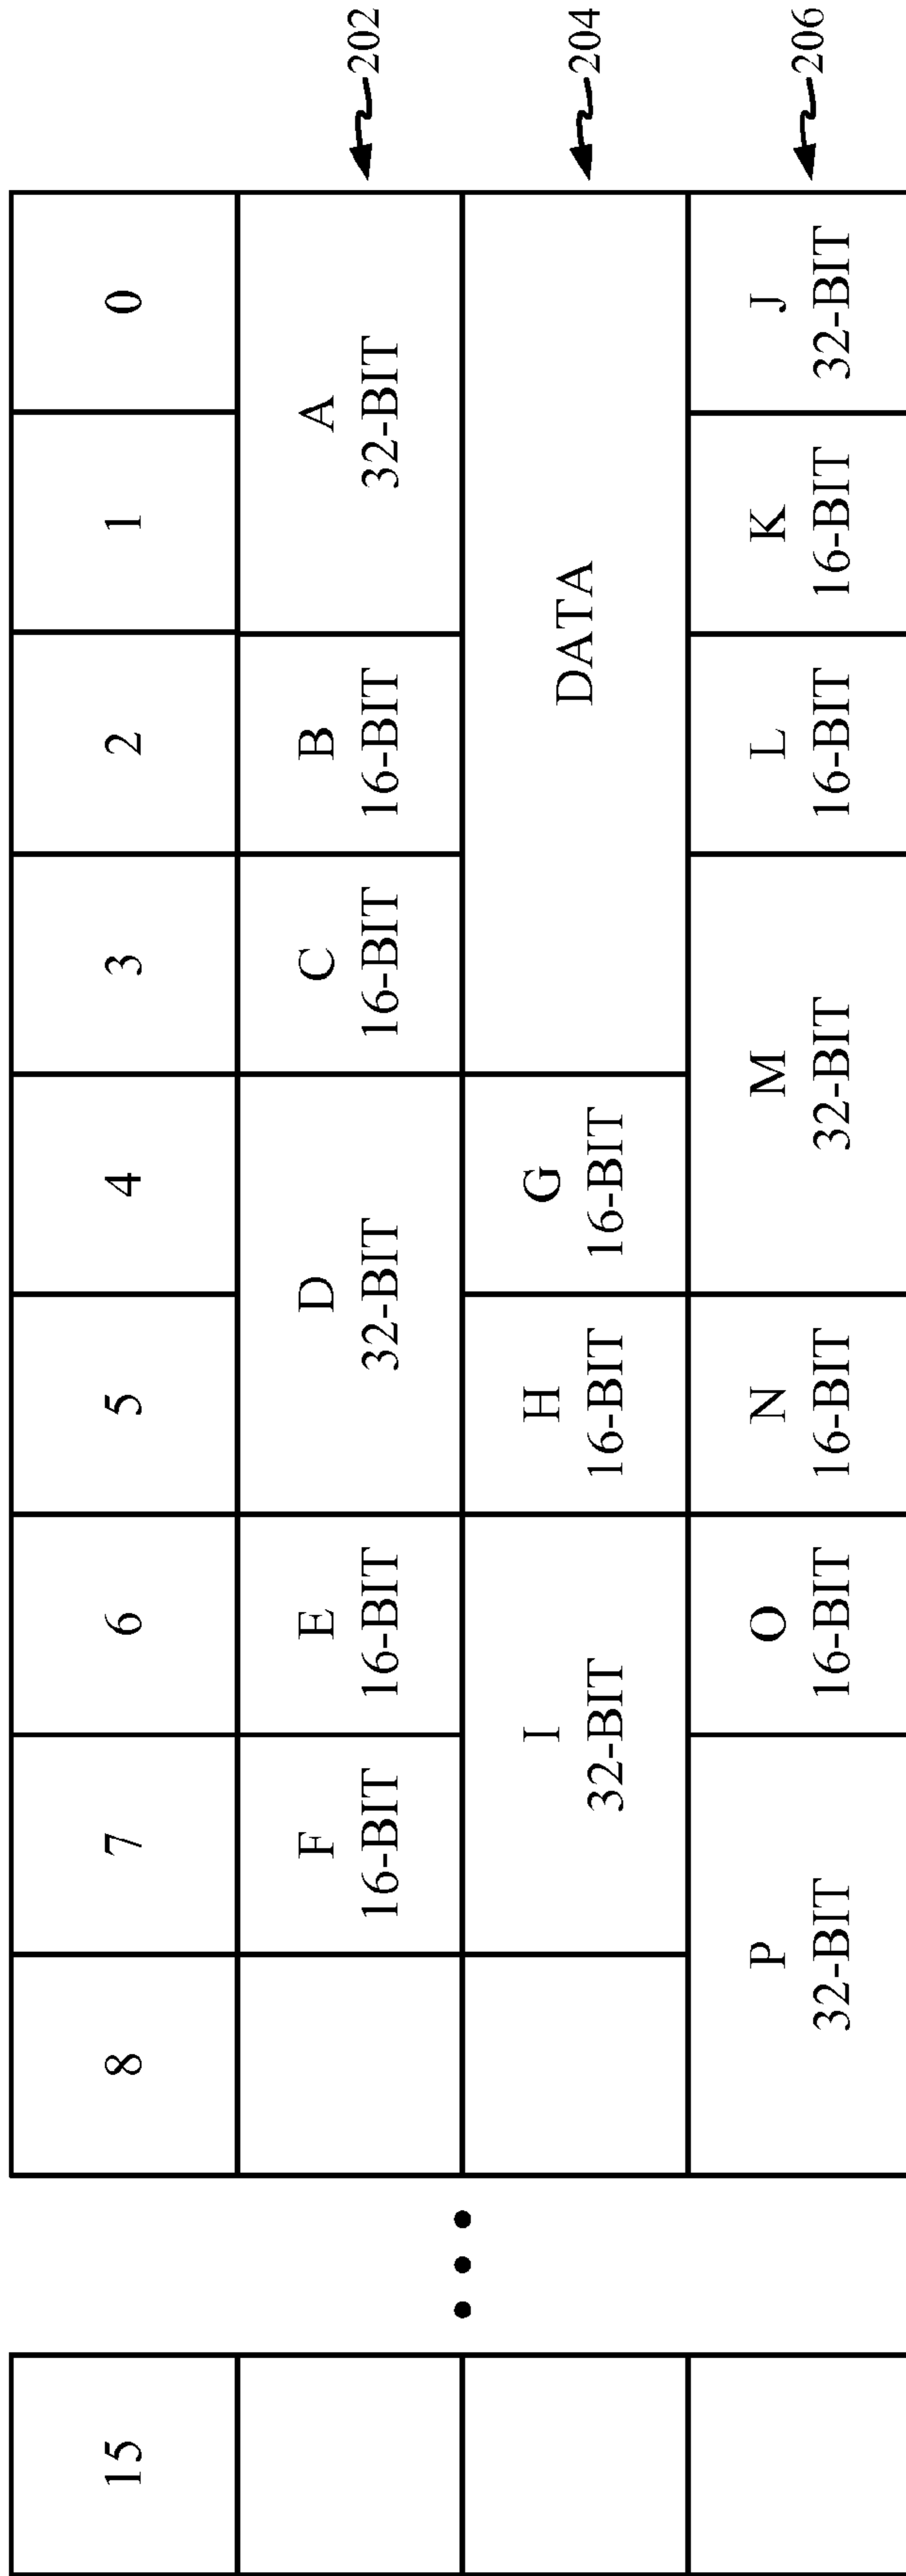 15 ••• 8 7 6 5 4 3 2 1 0
F
16-BIT
E
16-BIT
D
32-BIT
C
16-BIT
B
16-BIT
A
32-BIT
202
I
32-BIT
H
16-BIT
G
16-BIT
DATA
204
P
32-BIT
O
16-BIT
N
16-BIT
M
32-BIT
L
16-BIT
K
16-BIT
J
32-BIT
206